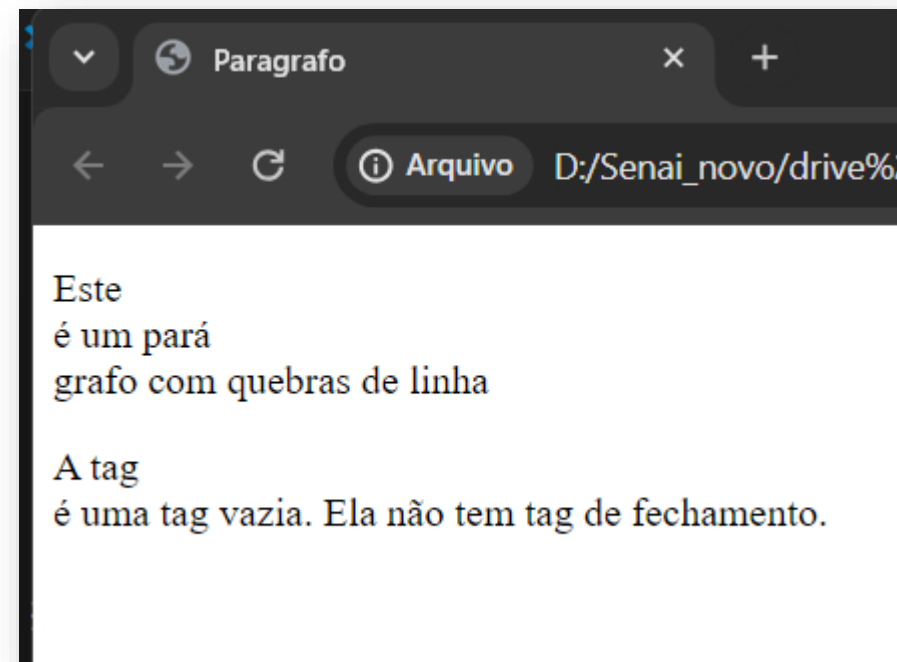 Paragrafo
Arquivo D:/Senai_novo/drive%
Este
é um pará
grafo com quebras de linha
A tag
é uma tag vazia. Ela não tem tag de fechamento.